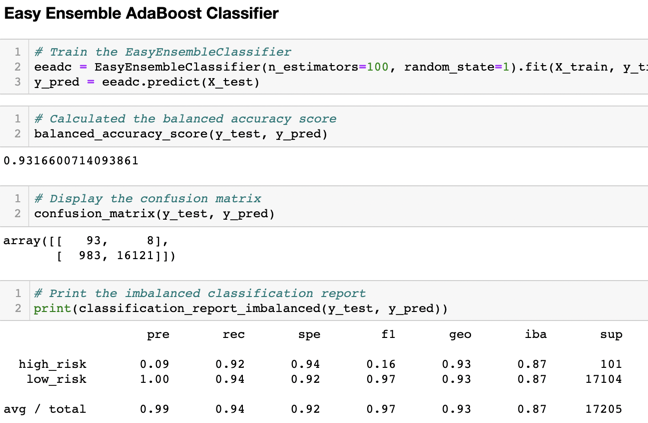 Easy Ensemble AdaBoost Classifier
1 # Train the EasyEnsembleClassifier
2 eeadc = EasyEnsembleClassifier(n_estimators=100, random_state=1).fit(X_train,
3 y_pred = eeadc.predict(X_test)
1 # Calculated the balanced accuracy score
2 balanced_accuracy_score(y_test, y_pred)
0.9316600714093861
1 # Display the confusion matrix
2 confusion_matrix(y_test, y_pred)
array([[   93,     8],
       [  983, 16121]])
1 # Print the imbalanced classification report
2 print(classification_report_imbalanced(y_test, y_pred))
pre rec spe f1 geo iba sup
high_risk 0.09 0.92 0.94 0.16 0.93 0.87 101
low_risk 1.00 0.94 0.92 0.97 0.93 0.87 17104
avg / total 0.99 0.94 0.92 0.97 0.93 0.87 17205